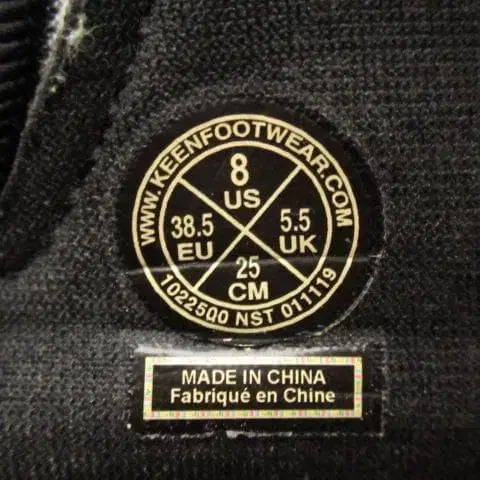 WWW.KEENFOOTWEAR.COM
8
US
38.5
EU
5.5
UK
25
CM
1022500 NST 011119
MADE IN CHINA
Fabriqué en Chine